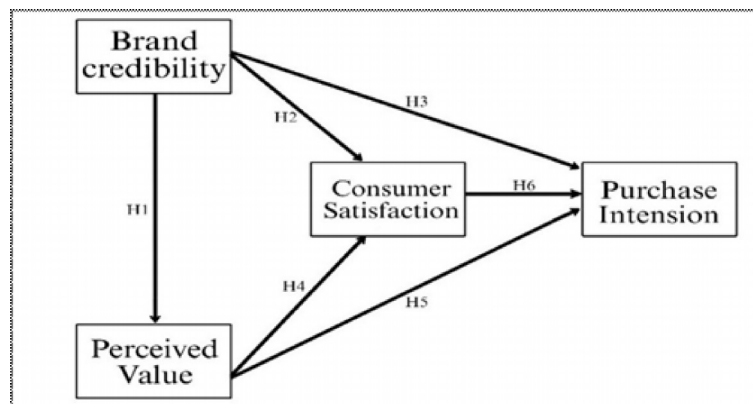 Brand
credibility
H3
H2
H1
Consumer
Satisfaction
H6
Purchase
Intension
H4
H5
Perceived
Value